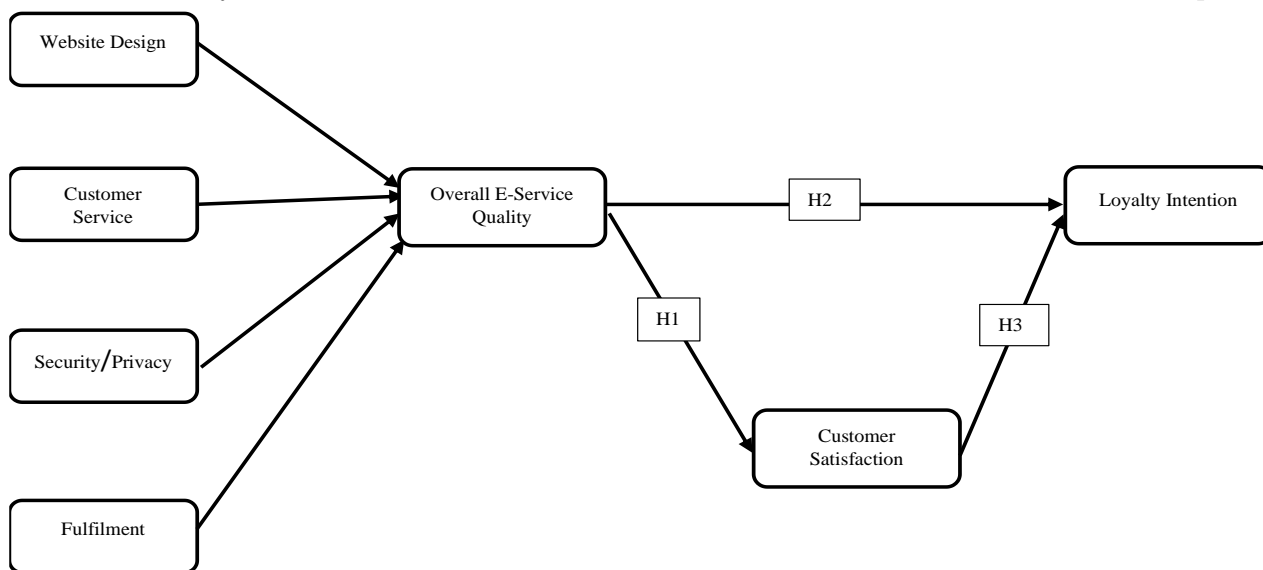 Website Design
Customer
Service
Security/Privacy
Fulfilment
Overall E-Service
Quality
H2
H1
H3
Customer
Satisfaction
Loyalty Intention